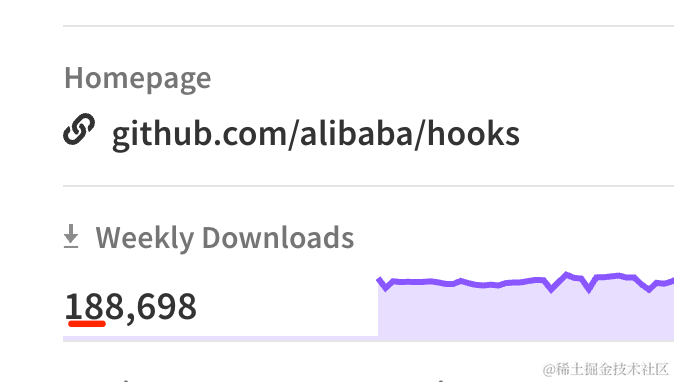 Homepage
github.com/alibaba/hooks
Weekly Downloads
188,698
@稀土掘金技术社区